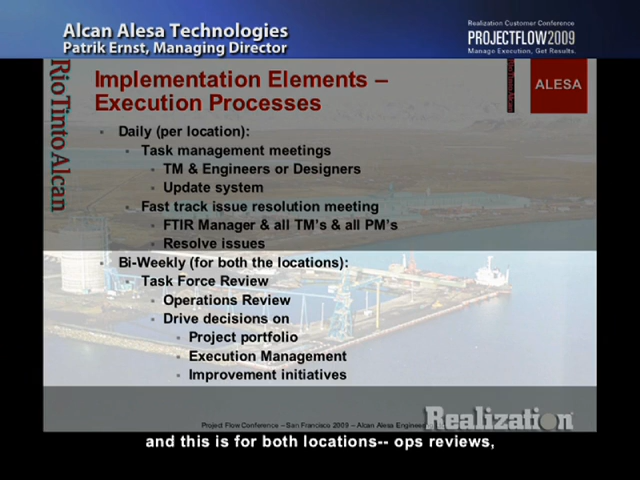 Alcan Alesa Technologies
Patrik Ernst, Managing Director
Realization Customer Conference
PROJECTFLOW2009
Manage Execution, Get Results.
RioTintoAlcan
Implementation Elements –
Execution Processes
ALESA
Daily (per location):
Task management meetings
TM & Engineers or Designers
Update system
Fast track issue resolution meeting
FTIR Manager & all TM's & all PM's
Resolve issues
Bi-Weekly (for both the locations):
Task Force Review
Operations Review
Drive decisions on
Project portfolio
Execution Management
Improvement initiatives
Project Flow Conference – San Francisco 2009 – Alcan Alesa Engineering
Realization
and this is for both locations-- ops reviews,